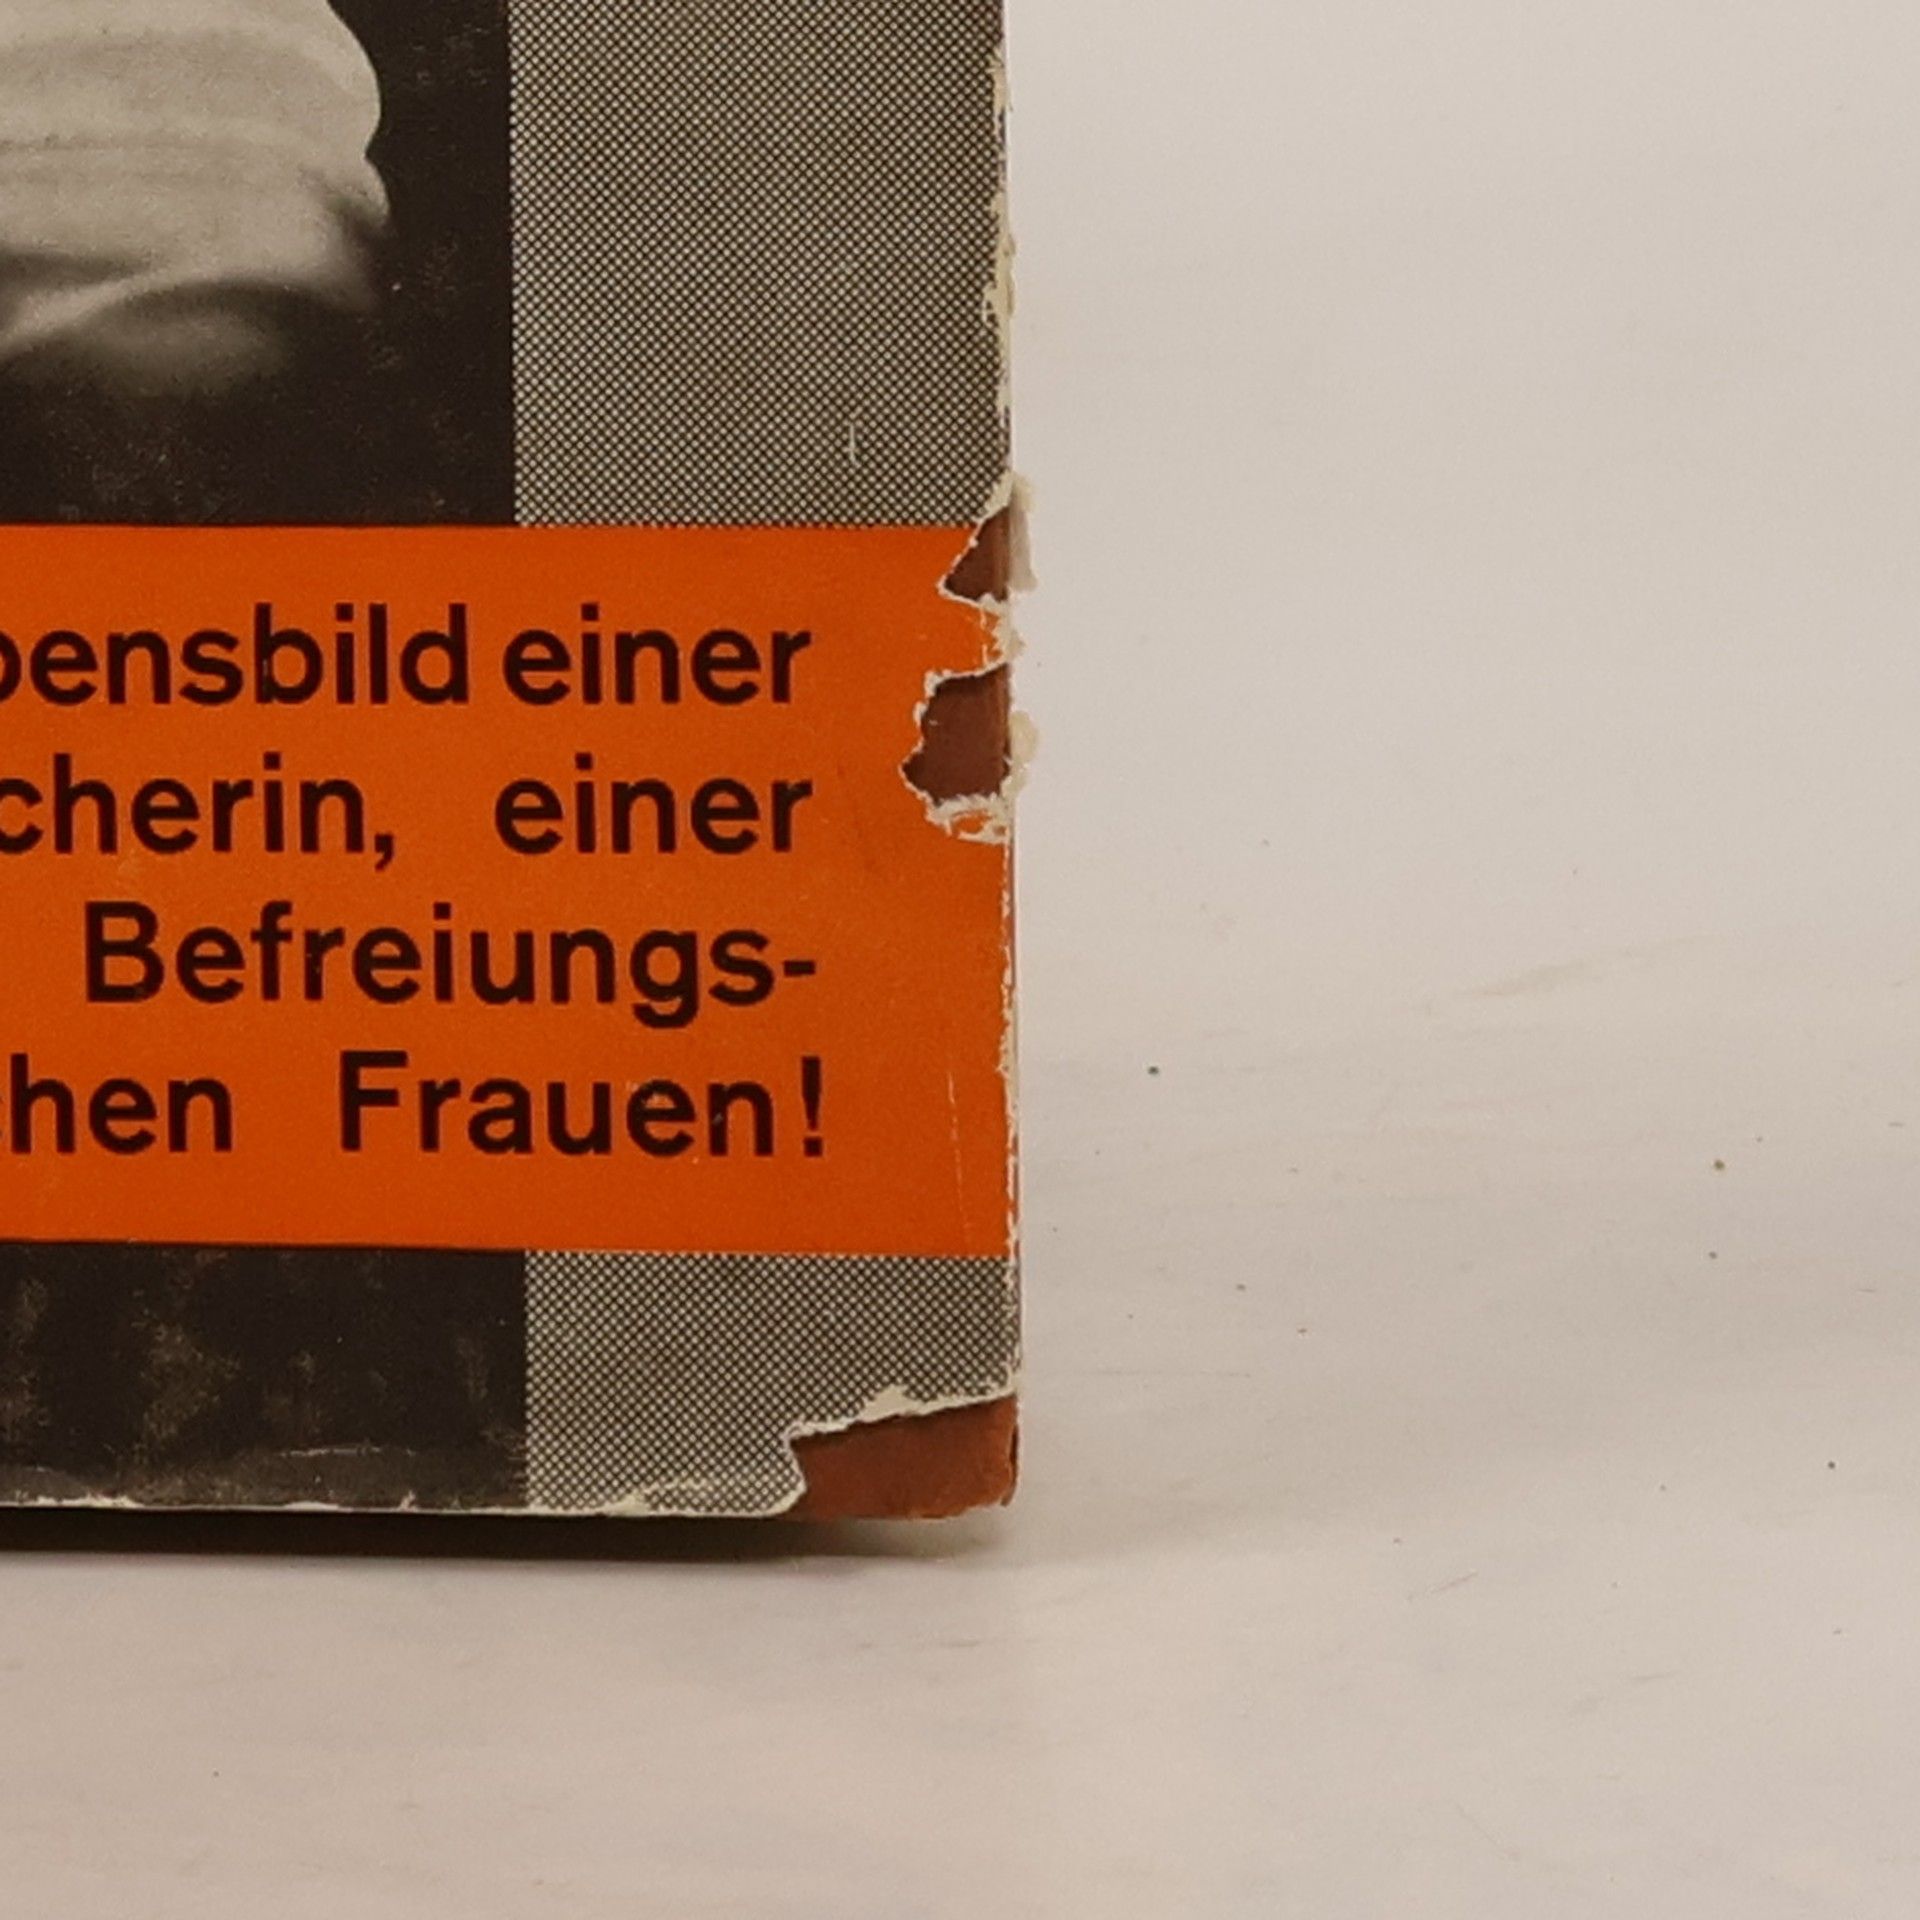 bensbild einer
cherin, einer
Befreiungs-
chen Frauen!